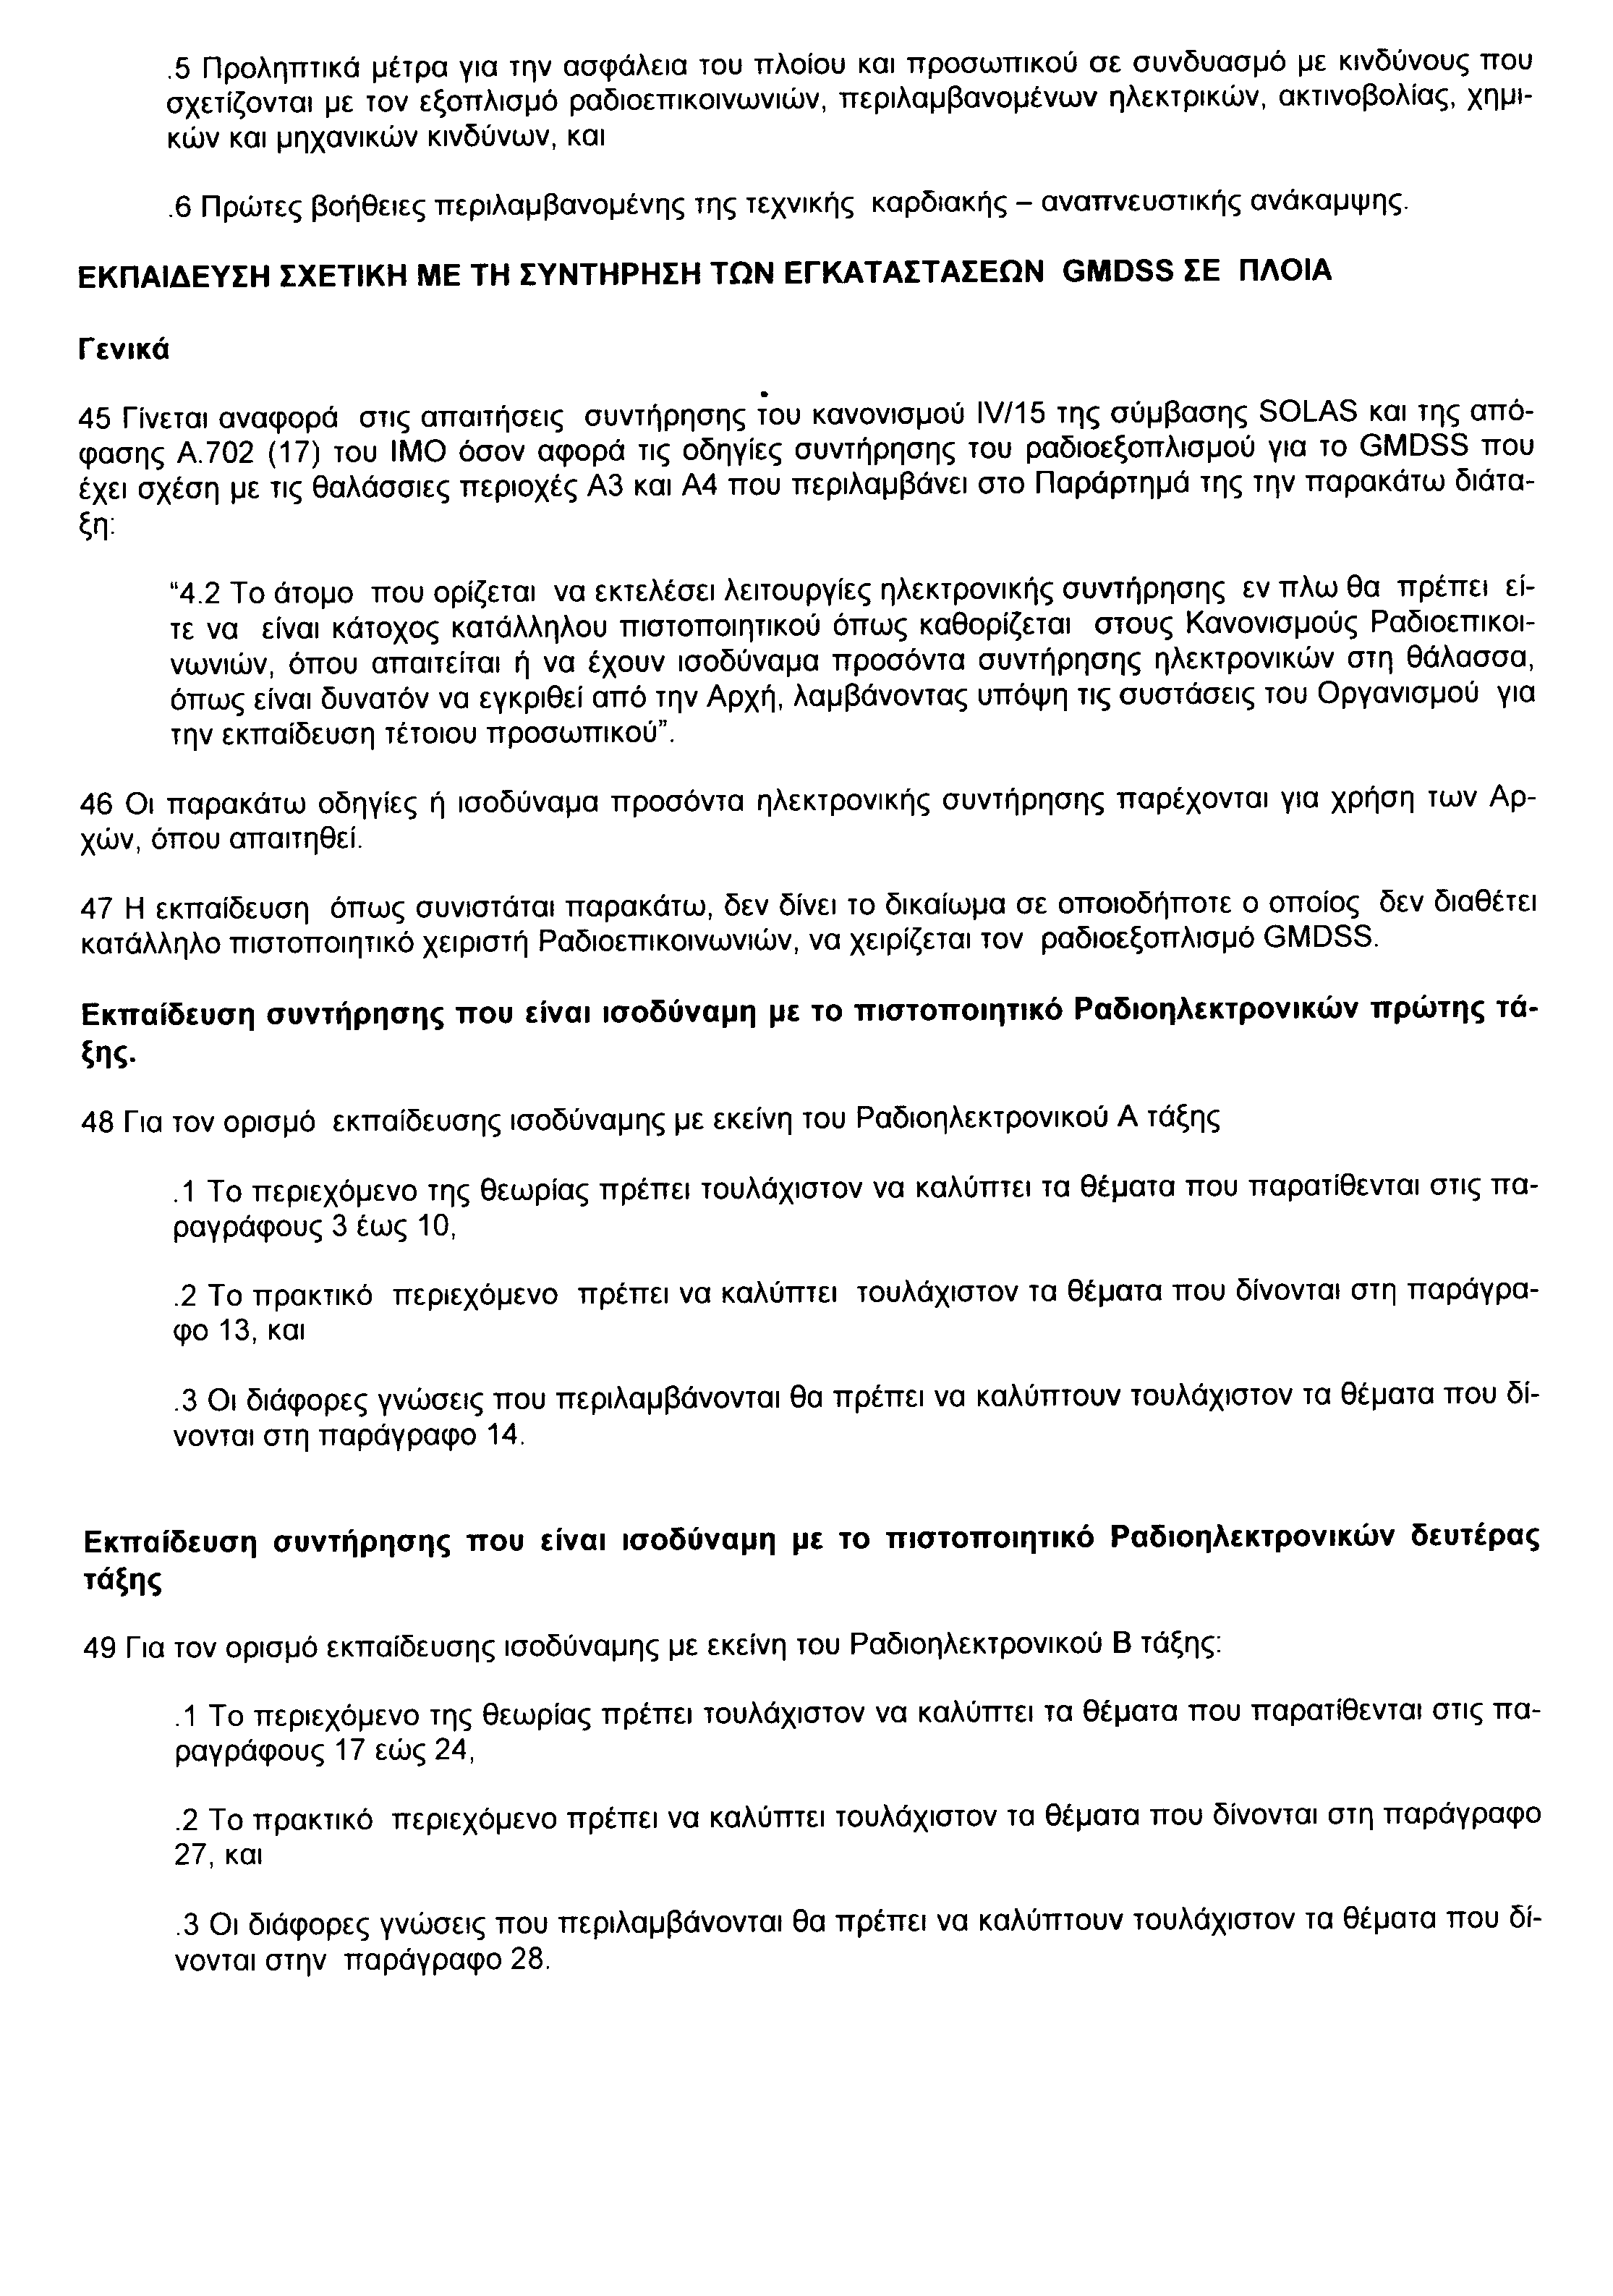 .5 Προληπτικά μέτρα για την ασφάλεια του πλοίου και προσωπικού σε συνδυασμό με κινδύνους που
σχετίζονται με τον εξοπλισμό ραδιοεπικοινωνιών, περιλαμβανομένων ηλεκτρικών, ακτινοβολίας, χημι-
κών και μηχανικών κινδύνων, και
.6 Πρώτες βοήθειες περιλαμβανομένης της τεχνικής καρδιακής – αναπνευστικής ανάκαμψης.
ΕΚΠΑΙΔΕΥΣΗ ΣΧΕΤΙΚΗ ΜΕ ΤΗ ΣΥΝΤΗΡΗΣΗ ΤΩΝ ΕΓΚΑΤΑΣΤΑΣΕΩΝ GMDSS ΣΕ ΠΛΟΙΑ
Γενικά
45 Γίνεται αναφορά στις απαιτήσεις συντήρησης του κανονισμού IV/15 της σύμβασης SOLAS και της από-
φασης Α.702 (17) του ΙΜΟ όσον αφορά τις οδηγίες συντήρησης του ραδιοεξοπλισμού για το GMDSS που
έχει σχέση με τις θαλάσσιες περιοχές Α3 και Α4 που περιλαμβάνει στο Παράρτημά της την παρακάτω διάτα-
ξη:
“4.2 Το άτομο που ορίζεται να εκτελέσει λειτουργίες ηλεκτρονικής συντήρησης εν πλω θα πρέπει εί-
τε να είναι κάτοχος κατάλληλου πιστοποιητικού όπως καθορίζεται στους Κανονισμούς Ραδιοεπικοι-
νωνιών, όπου απαιτείται ή να έχουν ισοδύναμα προσόντα συντήρησης ηλεκτρονικών στη θάλασσα,
όπως είναι δυνατόν να εγκριθεί από την Αρχή, λαμβάνοντας υπόψη τις συστάσεις του Οργανισμού για
την εκπαίδευση τέτοιου προσωπικού”.
46 Οι παρακάτω οδηγίες ή ισοδύναμα προσόντα ηλεκτρονικής συντήρησης παρέχονται για χρήση των Αρ-
χών, όπου απαιτηθεί.
47 Η εκπαίδευση όπως συνιστάται παρακάτω, δεν δίνει το δικαίωμα σε οποιοδήποτε ο οποίος δεν διαθέτει
κατάλληλο πιστοποιητικό χειριστή Ραδιοεπικοινωνιών, να χειρίζεται τον ραδιοεξοπλισμό GMDSS.
Εκπαίδευση συντήρησης που είναι ισοδύναμη με το πιστοποιητικό Ραδιοηλεκτρονικών πρώτης τά-
ξης.
48 Για τον ορισμό εκπαίδευσης ισοδύναμης με εκείνη του Ραδιοηλεκτρονικού Α τάξης
.1 Το περιεχόμενο της θεωρίας πρέπει τουλάχιστον να καλύπτει τα θέματα που παρατίθενται στις πα-
ραγράφους 3 έως 10,
.2 Το πρακτικό περιεχόμενο πρέπει να καλύπτει τουλάχιστον τα θέματα που δίνονται στη παράγρα-
φο 13, και
.3 Οι διάφορες γνώσεις που περιλαμβάνονται θα πρέπει να καλύπτουν τουλάχιστον τα θέματα που δί-
νονται στη παράγραφο 14.
Εκπαίδευση συντήρησης που είναι ισοδύναμη με το πιστοποιητικό Ραδιοηλεκτρονικών δευτέρας
τάξης
49 Για τον ορισμό εκπαίδευσης ισοδύναμης με εκείνη του Ραδιοηλεκτρονικού Β τάξης:
.1 Το περιεχόμενο της θεωρίας πρέπει τουλάχιστον να καλύπτει τα θέματα που παρατίθενται στις πα-
ραγράφους 17 εώς 24,
.2 Το πρακτικό περιεχόμενο πρέπει να καλύπτει τουλάχιστον τα θέματα που δίνονται στη παράγραφο
27, και
.3 Οι διάφορες γνώσεις που περιλαμβάνονται θα πρέπει να καλύπτουν τουλάχιστον τα θέματα που δί-
νονται στην παράγραφο 28.